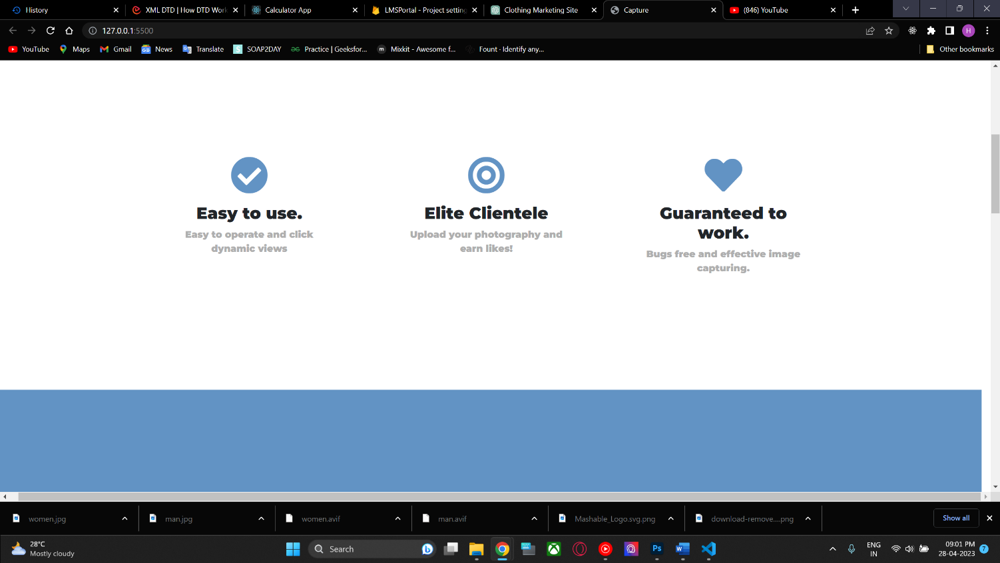 History
XML DTD | How DTD Work
Calculator App
LMSPortal - Project setting
Clothing Marketing Site
Capture
(846) YouTube
127.0.0.1:5500
H
YouTube
Maps
Gmail
News
Translate
SOAP2DAY
Practice | Geeksfor...
Mixkit - Awesome f...
Fount - Identify any...
Other bookmarks
Easy to use.
Easy to operate and click
dynamic views
Elite Clientele
Upload your photography and
earn likes!
Guaranteed to
work.
Bugs free and effective image
capturing.
women.jpg
man.jpg
women.avif
man.avif
Mashable_Logo.svg.png
download-remove....png
Show all
28°C
Mostly cloudy
Search
Ps
ENG
IN
09:01 PM
28-04-2023
7